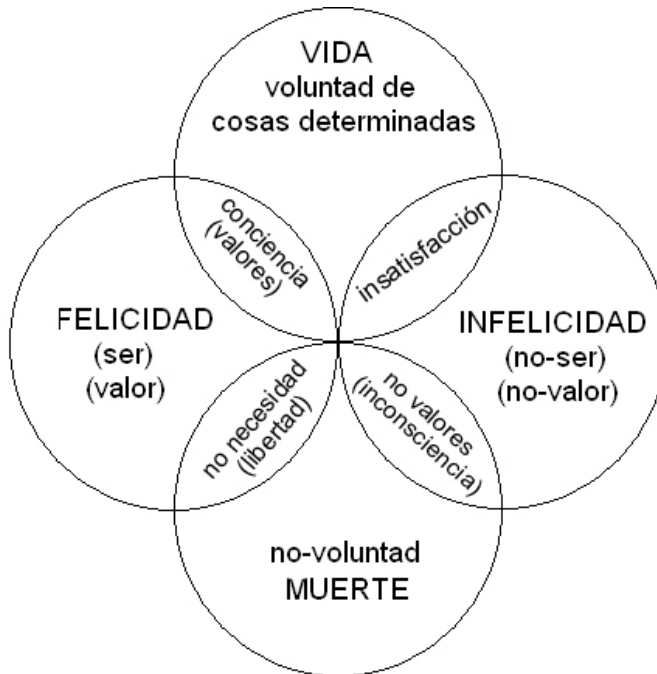 VIDA
voluntad de
cosas determinadas
conciencia
(valores)
insatisfacción
FELICIDAD
(ser)
(valor)
INFELICIDAD
(no-ser)
(no-valor)
no necesidad
(libertad)
no valores
(inconsciencia)
no-voluntad
MUERTE